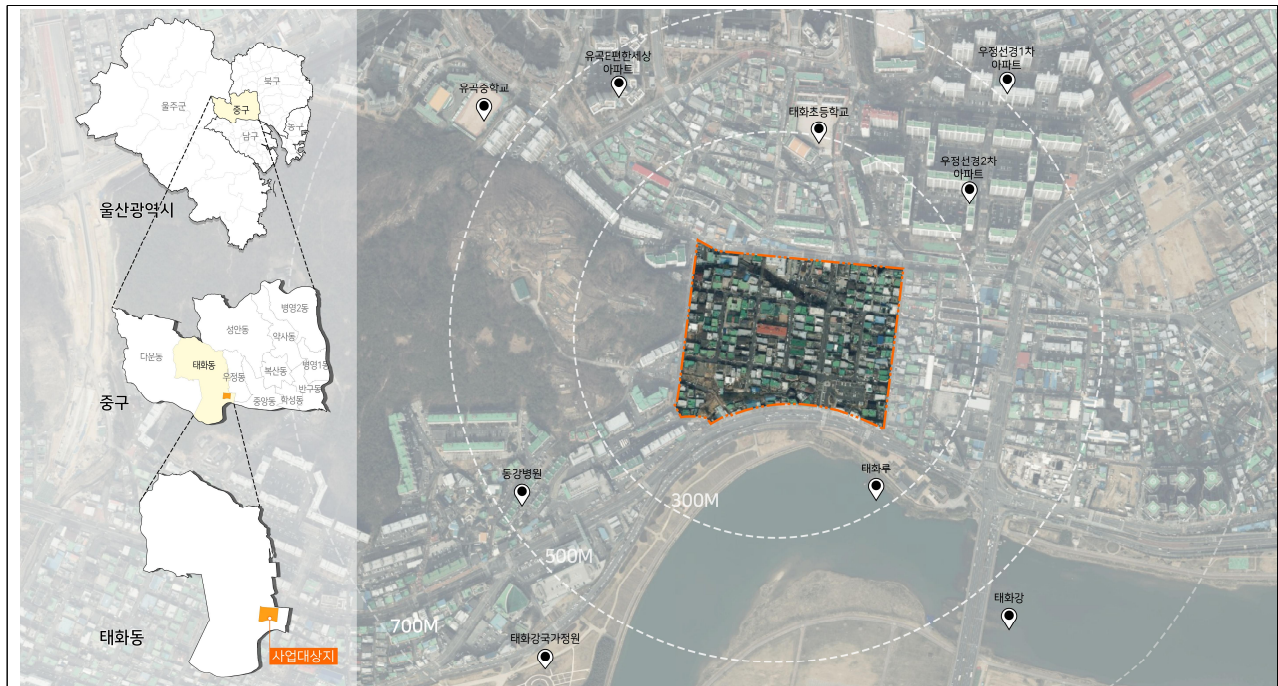 울주군
북구
중구
동구
남구
울산광역시
다운동
태화동
성안동
병영2동
약사동
우정동
복산동
병영1동
반구동
중앙동
학성동
중구
태화동
사업대상지
유곡중학교
유곡E편한세상
아파트
태화초등학교
우정선경1차
아파트
우정선경2차
아파트
동강병원
태화루
300M
500M
700M
태화강국가정원
태화강